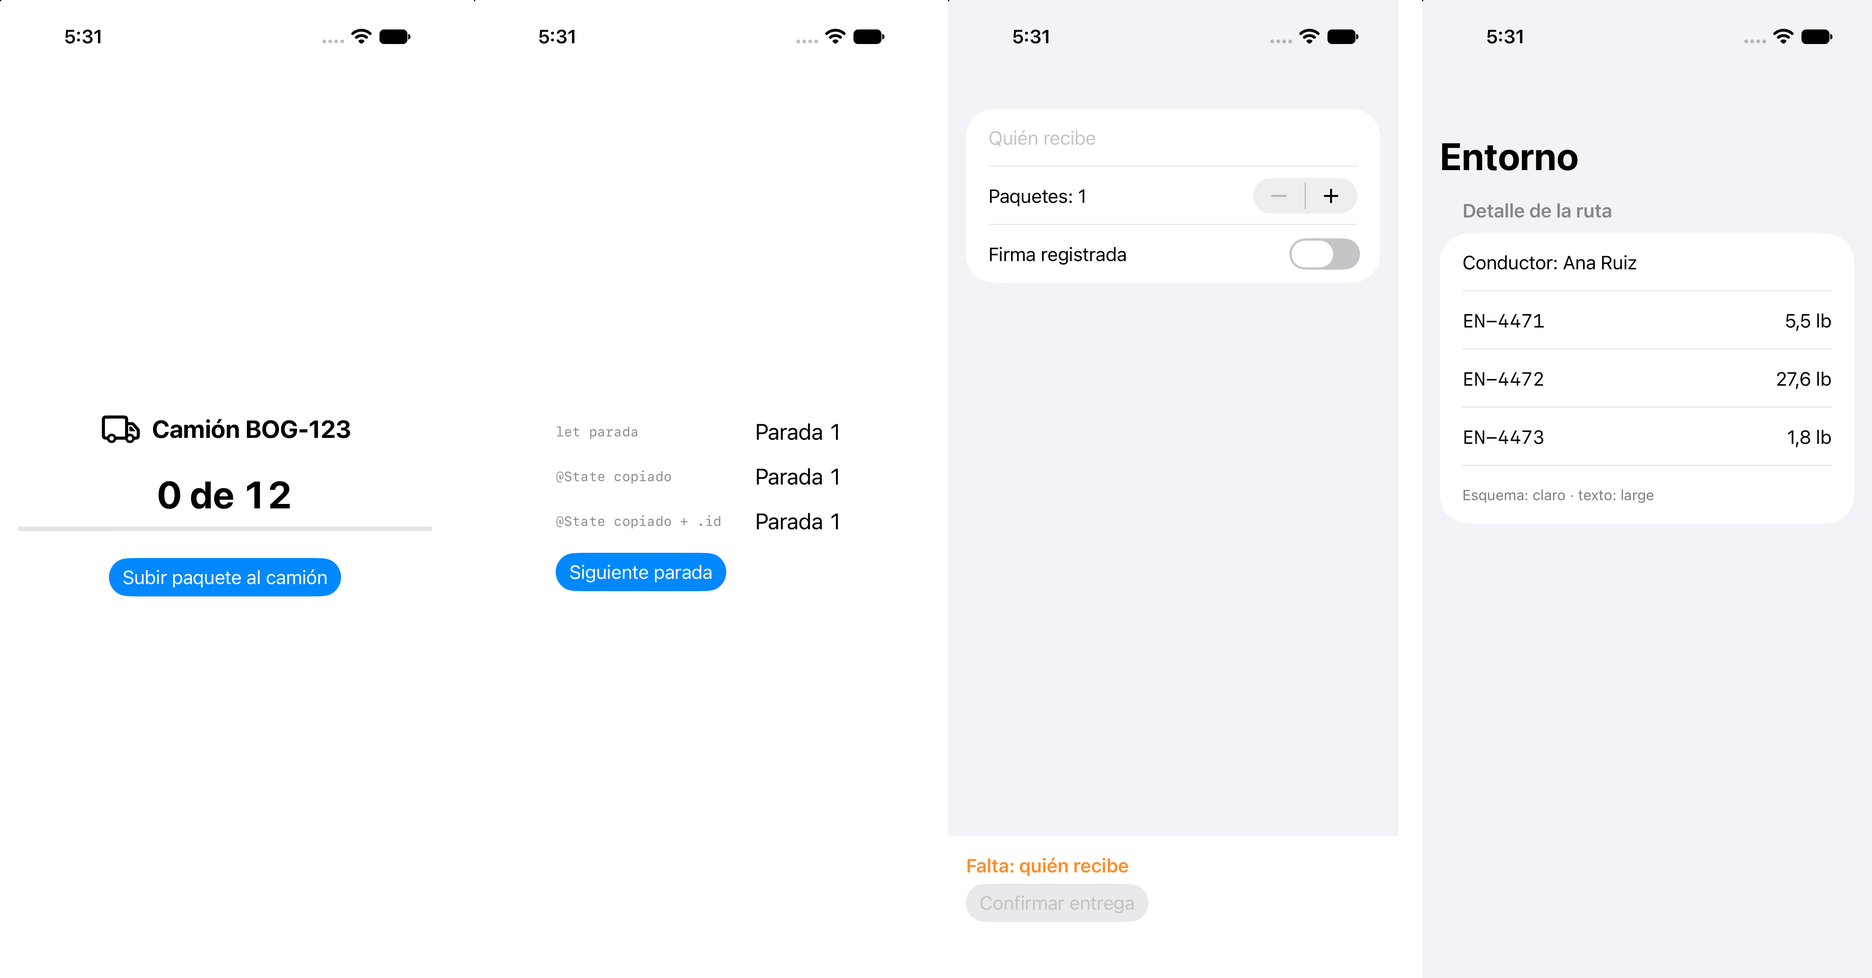 5:31
Camión BOG-123
0 de 12
Subir paquete al camión
5:31
let parada Parada 1
@State copiado Parada 1
@State copiado + .id Parada 1
Siguiente parada
5:31
Quién recibe
Paquetes: 1
Firma registrada
Falta: quién recibe
Confirmar entrega
5:31
Entorno
Detalle de la ruta
Conductor: Ana Ruiz
EN–4471 5,5 lb
EN–4472 27,6 lb
EN–4473 1,8 lb
Esquema: claro · texto: large